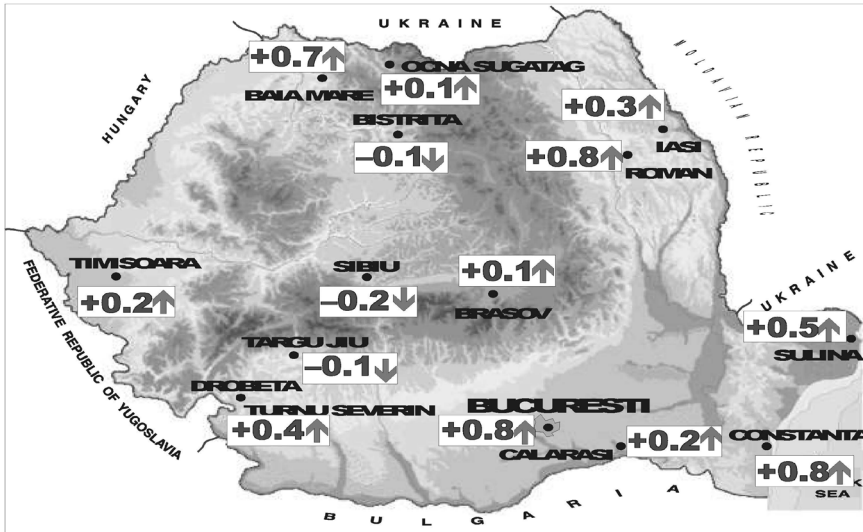 UKRAINE
MOLDAVIAN REPUBLIC
HUNGARY
+0.7
OCNA SUGATAG
BAIA MARE
+0.1
BISTRITA
–0.1
+0.3
IASI
+0.8
ROMAN
TIMISOARA
+0.2
SIBIU
–0.2
+0.1
BRASOV
UKRAINE
+0.5
SULINA
FEDERATIVE REPUBLIC OF YUGOSLAVIA
TARGU JIU
–0.1
DROBETA
TURNU SEVERIN
+0.4
BUCURESTI
+0.8
CALARASI
+0.2
CONSTANTA
+0.8
SEA
BULGARIA